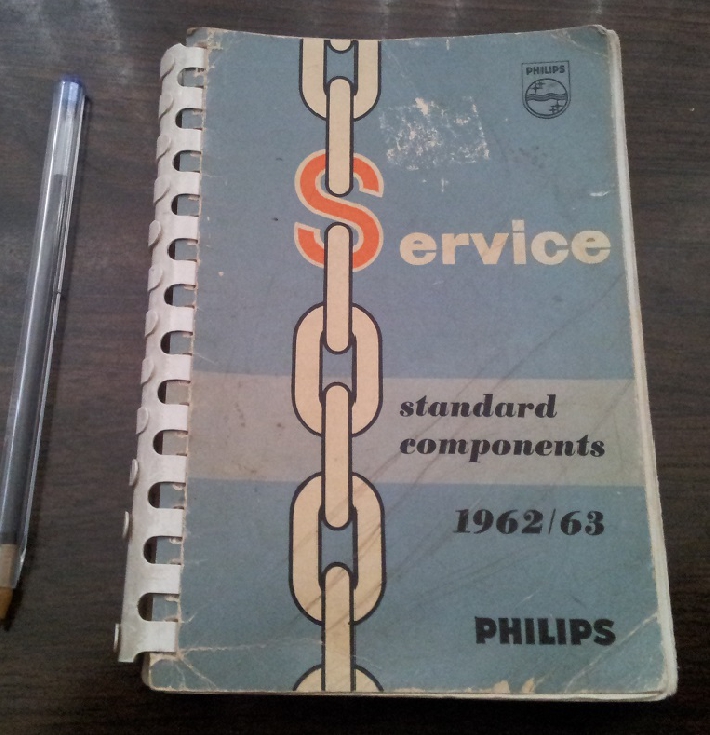 PHILIPS
Service
standard
components
1962/63
PHILIPS